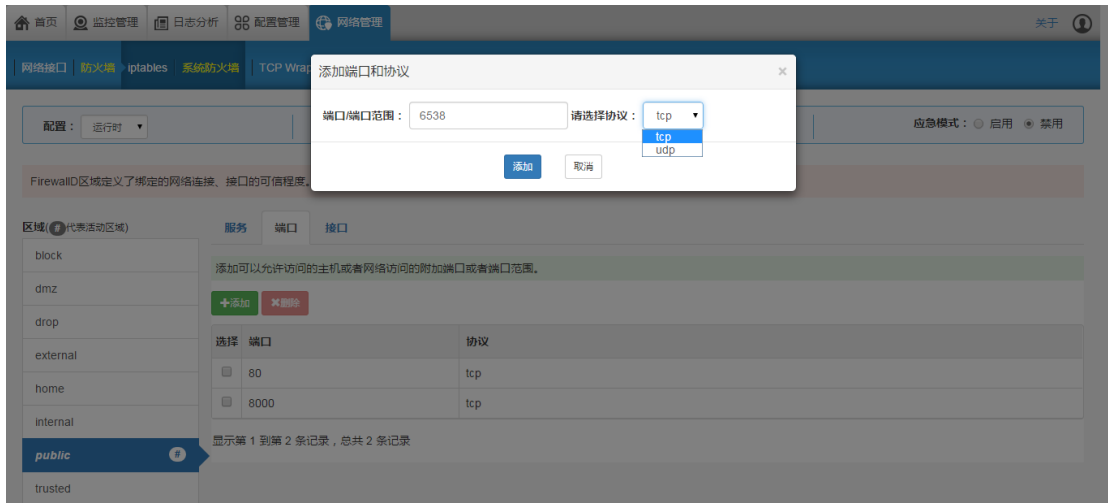 首页 监控管理 日志分析 配置管理 网络管理 关于
网络接口 防火墙 iptables 系统防火墙 TCP Wrap
添加端口和协议 ×
端口/端口范围： 6538 请选择协议： tcp
tcp
udp
添加 取消
配置： 运行时 应急模式： 启用 禁用
FirewallD区域定义了绑定的网络连接、接口的可信程度。
区域(#代表活动区域)
block
dmz
drop
external
home
internal
public #
trusted
服务 端口 接口
添加可以允许访问的主机或者网络访问的附加端口或者端口范围。
添加 删除
选择 端口 协议
80 tcp
8000 tcp
显示第 1 到第 2 条记录，总共 2 条记录